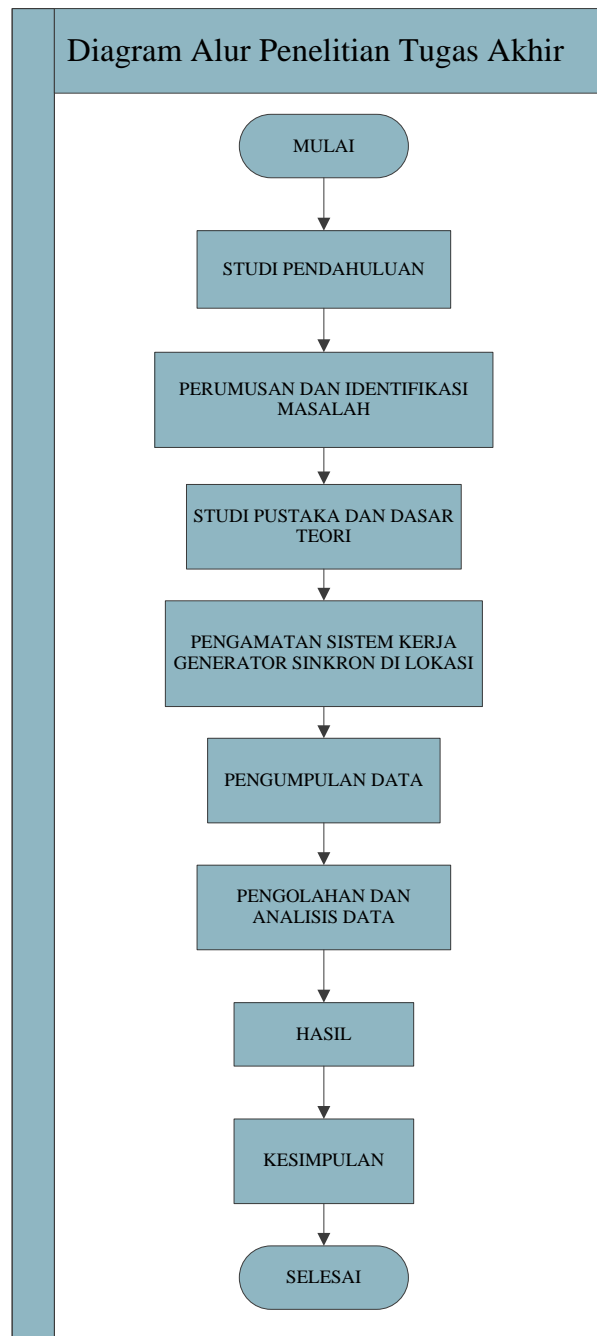 Diagram Alur Penelitian Tugas Akhir
MULAI
STUDI PENDAHULUAN
PERUMUSAN DAN IDENTIFIKASI
MASALAH
STUDI PUSTAKA DAN DASAR
TEORI
PENGAMATAN SISTEM KERJA
GENERATOR SINKRON DI LOKASI
PENGUMPULAN DATA
PENGOLAHAN DAN
ANALISIS DATA
HASIL
KESIMPULAN
SELESAI